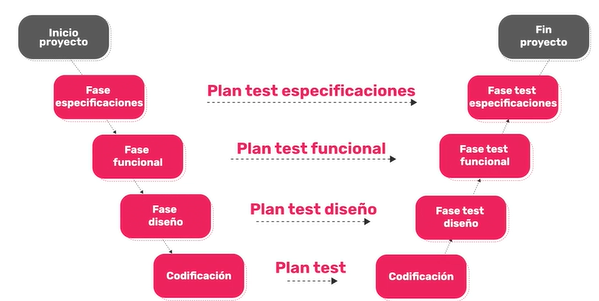 Inicio
proyecto
Fin
proyecto
Fase
especificaciones
Plan test especificaciones
Fase test
especificaciones
Fase
funcional
Plan test funcional
Fase test
funcional
Fase
diseño
Plan test diseño
Fase test
diseño
Codificación
Plan test
Codificación